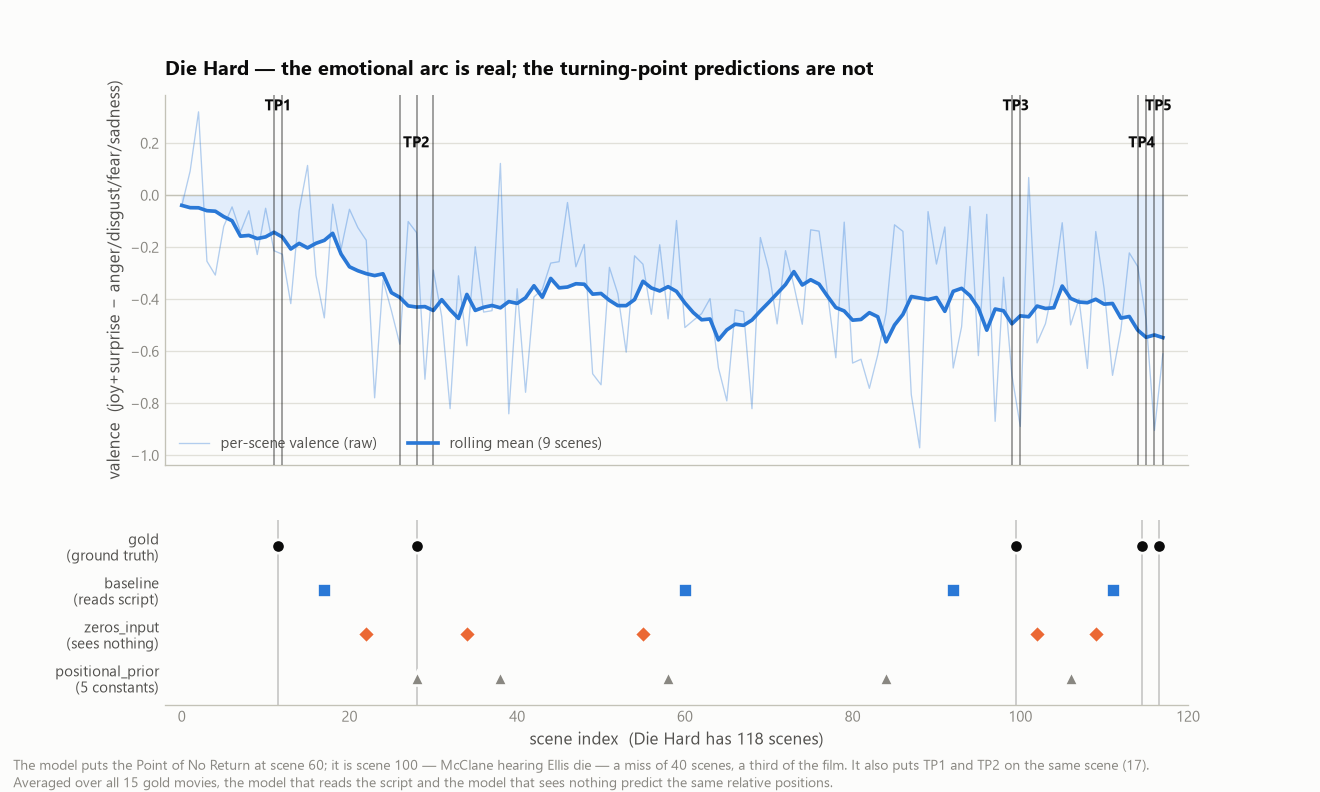 Die Hard — the emotional arc is real; the turning-point predictions are not
valence (joy+surprise − anger/disgust/fear/sadness)
TP1
TP3
TP5
TP2
TP4
0.2
0.0
−0.2
−0.4
−0.6
−0.8
−1.0
per-scene valence (raw)
rolling mean (9 scenes)
gold
(ground truth)
baseline
(reads script)
zeros_input
(sees nothing)
positional_prior
(5 constants)
0 20 40 60 80 100 120
scene index  (Die Hard has 118 scenes)
The model puts the Point of No Return at scene 60; it is scene 100 — McClane hearing Ellis die — a miss of 40 scenes, a third of the film. It also puts TP1 and TP2 on the same scene (17).
Averaged over all 15 gold movies, the model that reads the script and the model that sees nothing predict the same relative positions.